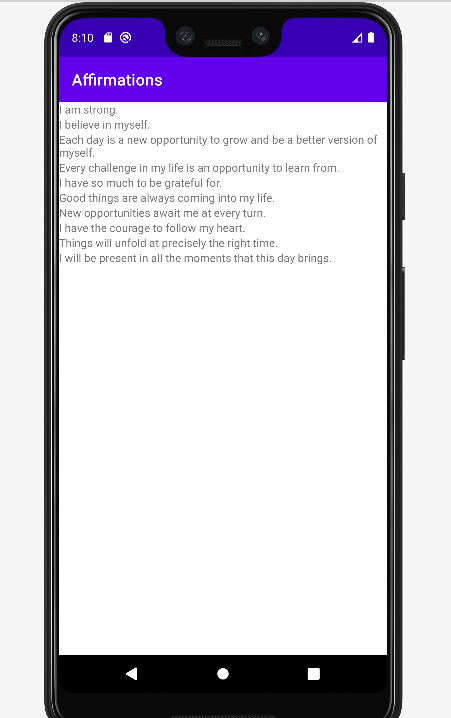 8:10
Affirmations
I am strong.
I believe in myself.
Each day is a new opportunity to grow and be a better version of
myself.
Every challenge in my life is an opportunity to learn from.
I have so much to be grateful for.
Good things are always coming into my life.
New opportunities await me at every turn.
I have the courage to follow my heart.
Things will unfold at precisely the right time.
I will be present in all the moments that this day brings.